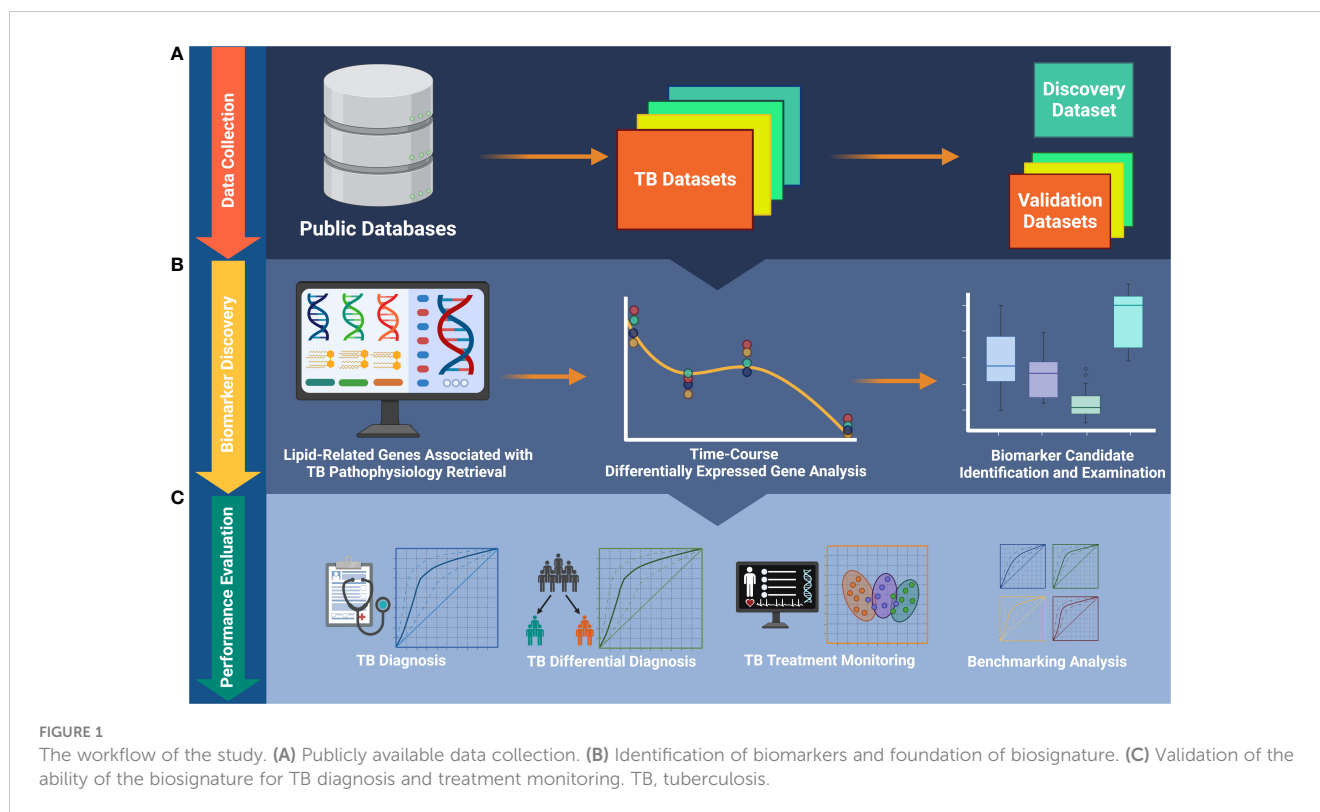 A
Data Collection
Public Databases
TB Datasets
Discovery
Dataset
Validation
Datasets
B
Biomarker Discovery
Lipid-Related Genes Associated with
TB Pathophysiology Retrieval
Time-Course
Differentially Expressed Gene Analysis
Biomarker Candidate
Identification and Examination
C
Performance Evaluation
TB Diagnosis
TB Differential Diagnosis
TB Treatment Monitoring
Benchmarking Analysis
FIGURE 1
The workflow of the study. (A) Publicly available data collection. (B) Identification of biomarkers and foundation of biosignature. (C) Validation of the
ability of the biosignature for TB diagnosis and treatment monitoring. TB, tuberculosis.